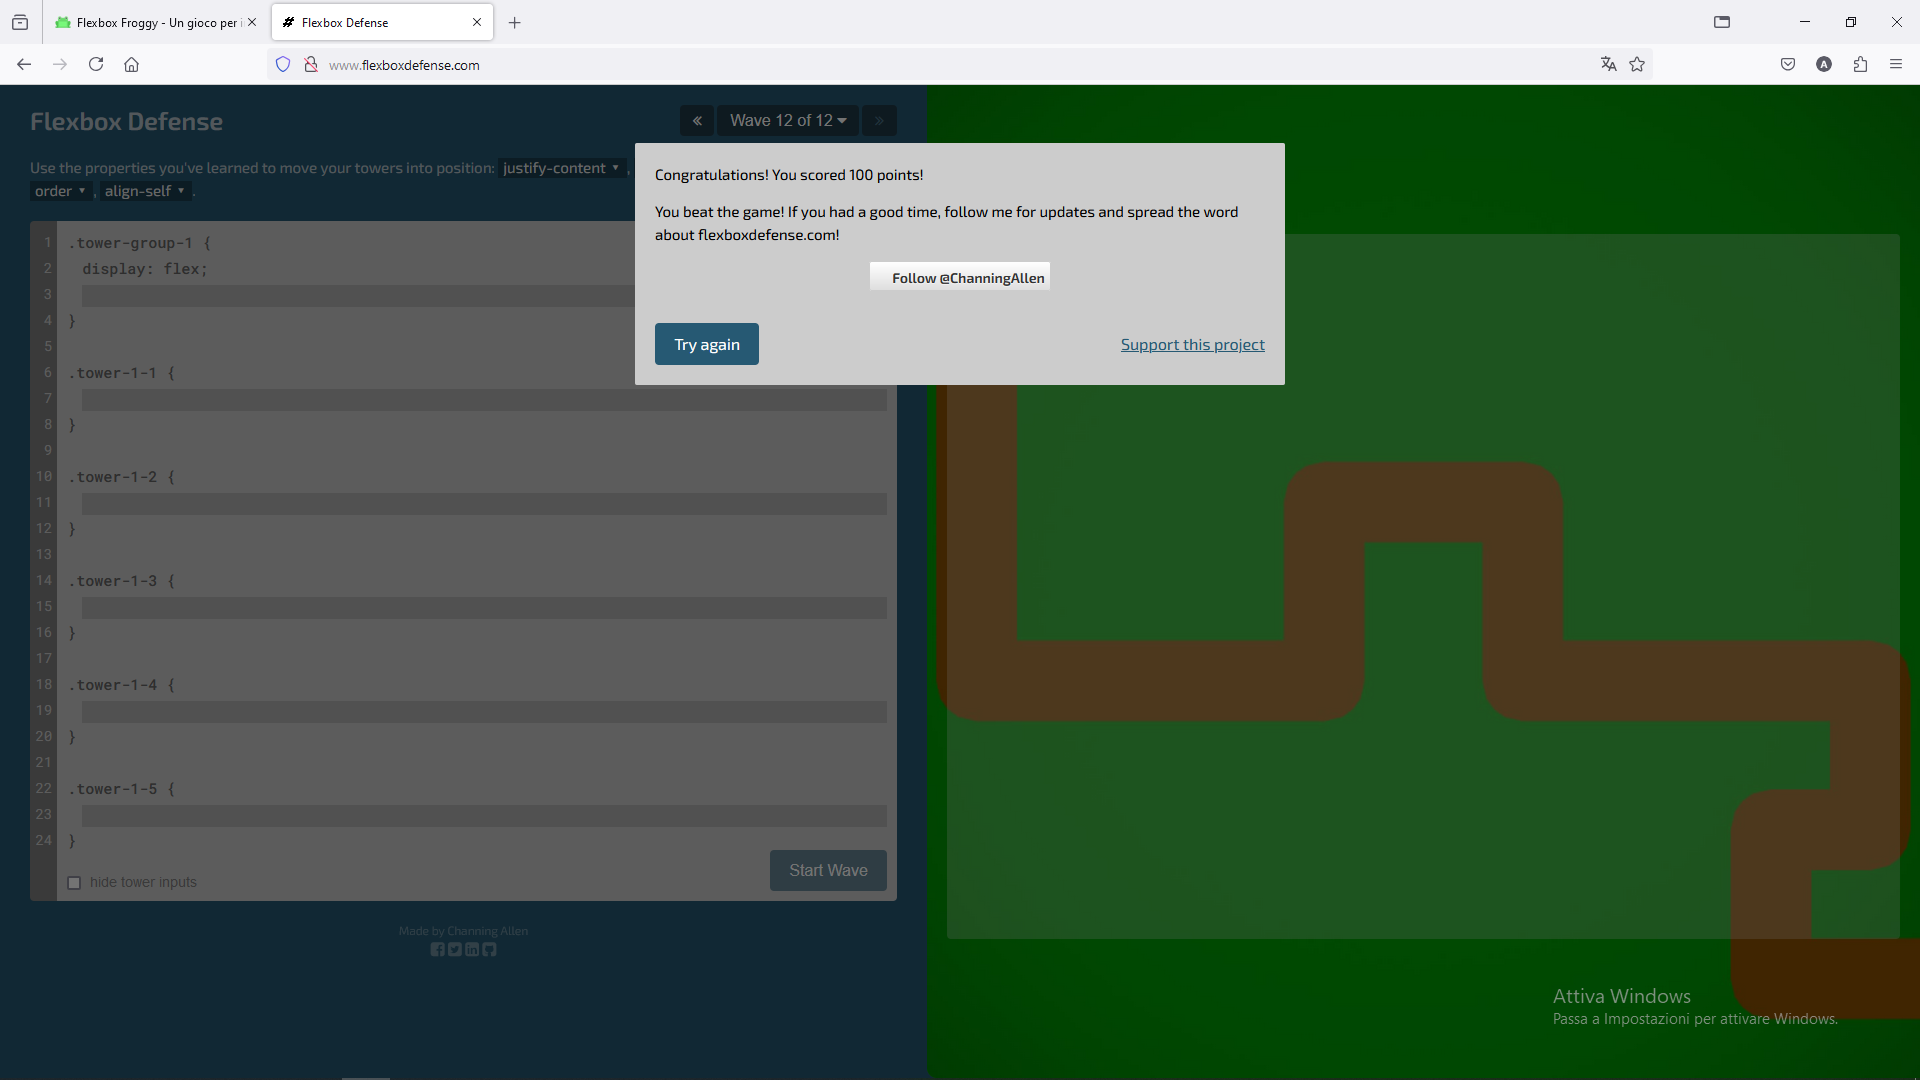 Flexbox Froggy - Un gioco per i
Flexbox Defense
www.flexboxdefense.com
A
Flexbox Defense
« Wave 12 of 12 »
Use the properties you've learned to move your towers into position: justify-content ,
order , align-self .
1 .tower-group-1 {
2 display: flex;
3
4 }
5
6 .tower-1-1 {
7
8 }
9
10 .tower-1-2 {
11
12 }
13
14 .tower-1-3 {
15
16 }
17
18 .tower-1-4 {
19
20 }
21
22 .tower-1-5 {
23
24 }
hide tower inputs
Start Wave
Made by Channing Allen
Congratulations! You scored 100 points!
You beat the game! If you had a good time, follow me for updates and spread the word
about flexboxdefense.com!
Follow @ChanningAllen
Try again
Support this project
Attiva Windows
Passa a Impostazioni per attivare Windows.